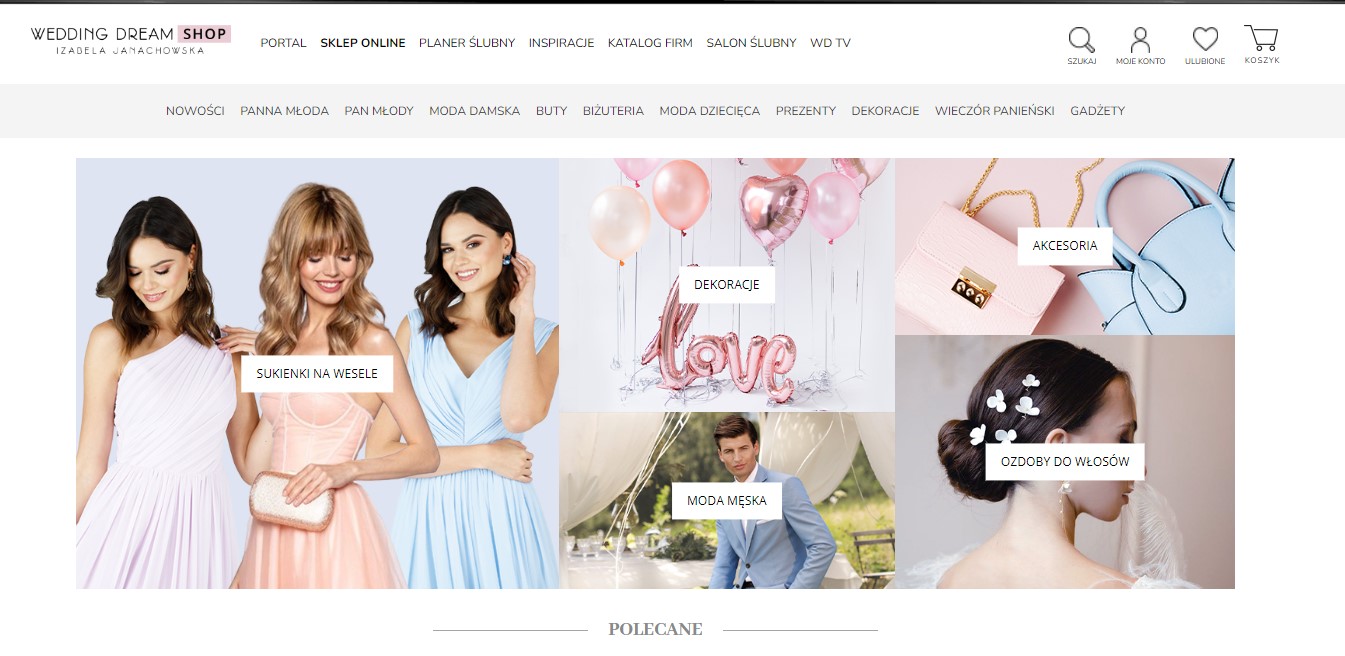 WEDDING DREAM SHOP
IZABELA JANACHOWSKA
PORTAL SKLEP ONLINE PLANER ŚLUBNY INSPIRACJE KATALOG FIRM SALON ŚLUBNY WD TV
SZUKAJ MOJE KONTO ULUBIONE KOSZYK
NOWOŚCI PANNA MŁODA PAN MŁODY MODA DAMSKA BUTY BIŻUTERIA MODA DZIECIĘCA PREZENTY DEKORACJE WIECZÓR PANIEŃSKI GADŻETY
SUKIENKI NA WESELE
DEKORACJE
love
MODA MĘSKA
AKCESORIA
OZDOBY DO WŁOSÓW
POLECANE